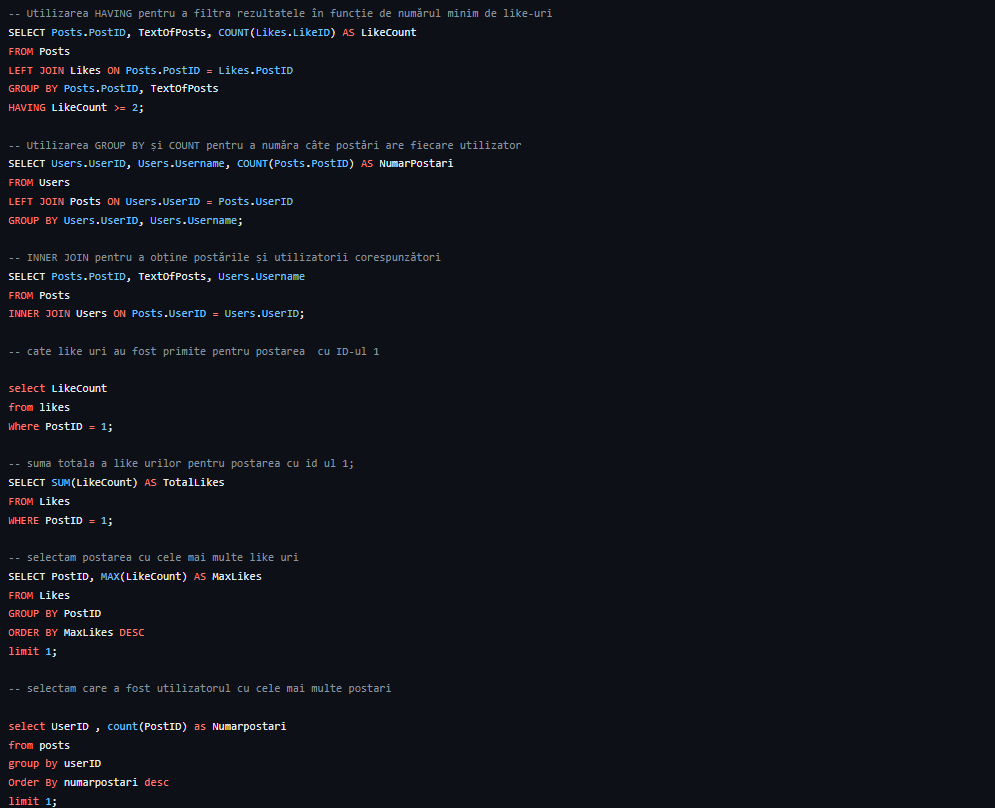 -- Utilizarea HAVING pentru a filtra rezultatele în funcție de numărul minim de like-uri
SELECT Posts.PostID, TextOfPosts, COUNT(Likes.LikeID) AS LikeCount
FROM Posts
LEFT JOIN Likes ON Posts.PostID = Likes.PostID
GROUP BY Posts.PostID, TextOfPosts
HAVING LikeCount >= 2;
-- Utilizarea GROUP BY și COUNT pentru a număra câte postări are fiecare utilizator
SELECT Users.UserID, Users.Username, COUNT(Posts.PostID) AS NumarPostari
FROM Users
LEFT JOIN Posts ON Users.UserID = Posts.UserID
GROUP BY Users.UserID, Users.Username;
-- INNER JOIN pentru a obține postările și utilizatorii corespunzători
SELECT Posts.PostID, TextOfPosts, Users.Username
FROM Posts
INNER JOIN Users ON Posts.UserID = Users.UserID;
-- cate like uri au fost primite pentru postarea  cu ID-ul 1
select LikeCount
from likes
Where PostID = 1;
-- suma totala a like urilor pentru postarea cu id ul 1;
SELECT SUM(LikeCount) AS TotalLikes
FROM Likes
WHERE PostID = 1;
-- selectam postarea cu cele mai multe like uri
SELECT PostID, MAX(LikeCount) AS MaxLikes
FROM Likes
GROUP BY PostID
ORDER BY MaxLikes DESC
limit 1;
-- selectam care a fost utilizatorul cu cele mai multe postari
select UserID , count(PostID) as Numarpostari
from posts
group by userID
Order By numarpostari desc
limit 1;